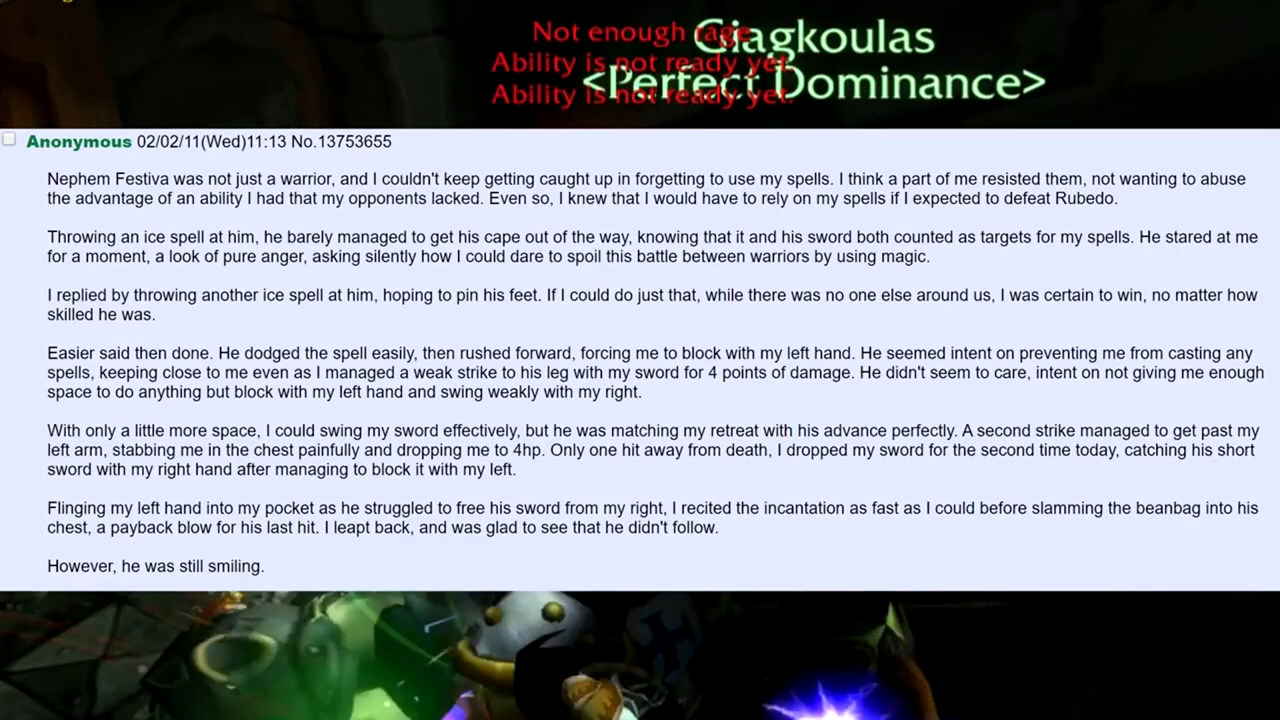 Not enough rage
Giagkoulas
Ability is not ready yet.
<Perfect Dominance>
Ability is not ready yet.
Anonymous 02/02/11(Wed)11:13 No.13753655
Nephem Festiva was not just a warrior, and I couldn't keep getting caught up in forgetting to use my spells. I think a part of me resisted them, not wanting to abuse
the advantage of an ability I had that my opponents lacked. Even so, I knew that I would have to rely on my spells if I expected to defeat Rubedo.
Throwing an ice spell at him, he barely managed to get his cape out of the way, knowing that it and his sword both counted as targets for my spells. He stared at me
for a moment, a look of pure anger, asking silently how I could dare to spoil this battle between warriors by using magic.
I replied by throwing another ice spell at him, hoping to pin his feet. If I could do just that, while there was no one else around us, I was certain to win, no matter how
skilled he was.
Easier said then done. He dodged the spell easily, then rushed forward, forcing me to block with my left hand. He seemed intent on preventing me from casting any
spells, keeping close to me even as I managed a weak strike to his leg with my sword for 4 points of damage. He didn't seem to care, intent on not giving me enough
space to do anything but block with my left hand and swing weakly with my right.
With only a little more space, I could swing my sword effectively, but he was matching my retreat with his advance perfectly. A second strike managed to get past my
left arm, stabbing me in the chest painfully and dropping me to 4hp. Only one hit away from death, I dropped my sword for the second time today, catching his short
sword with my right hand after managing to block it with my left.
Flinging my left hand into my pocket as he struggled to free his sword from my right, I recited the incantation as fast as I could before slamming the beanbag into his
chest, a payback blow for his last hit. I leapt back, and was glad to see that he didn't follow.
However, he was still smiling.